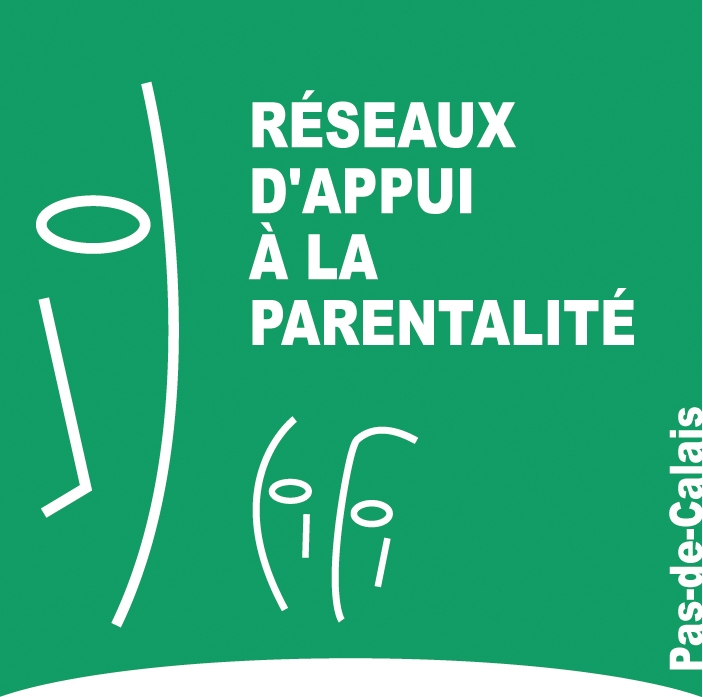 RÉSEAUX
D'APPUI
À LA
PARENTALITÉ
Pas-de-Calais